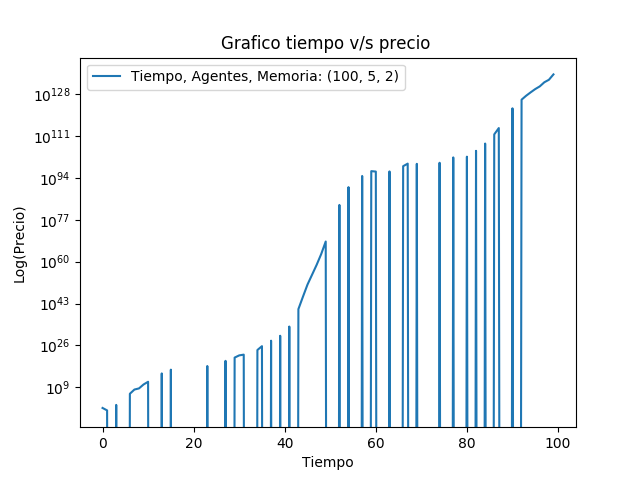 Grafico tiempo v/s precio
Tiempo, Agentes, Memoria: (100, 5, 2)
Log(Precio)
10^128
10^111
10^94
10^77
10^60
10^43
10^26
10^9
0 20 40 60 80 100
Tiempo